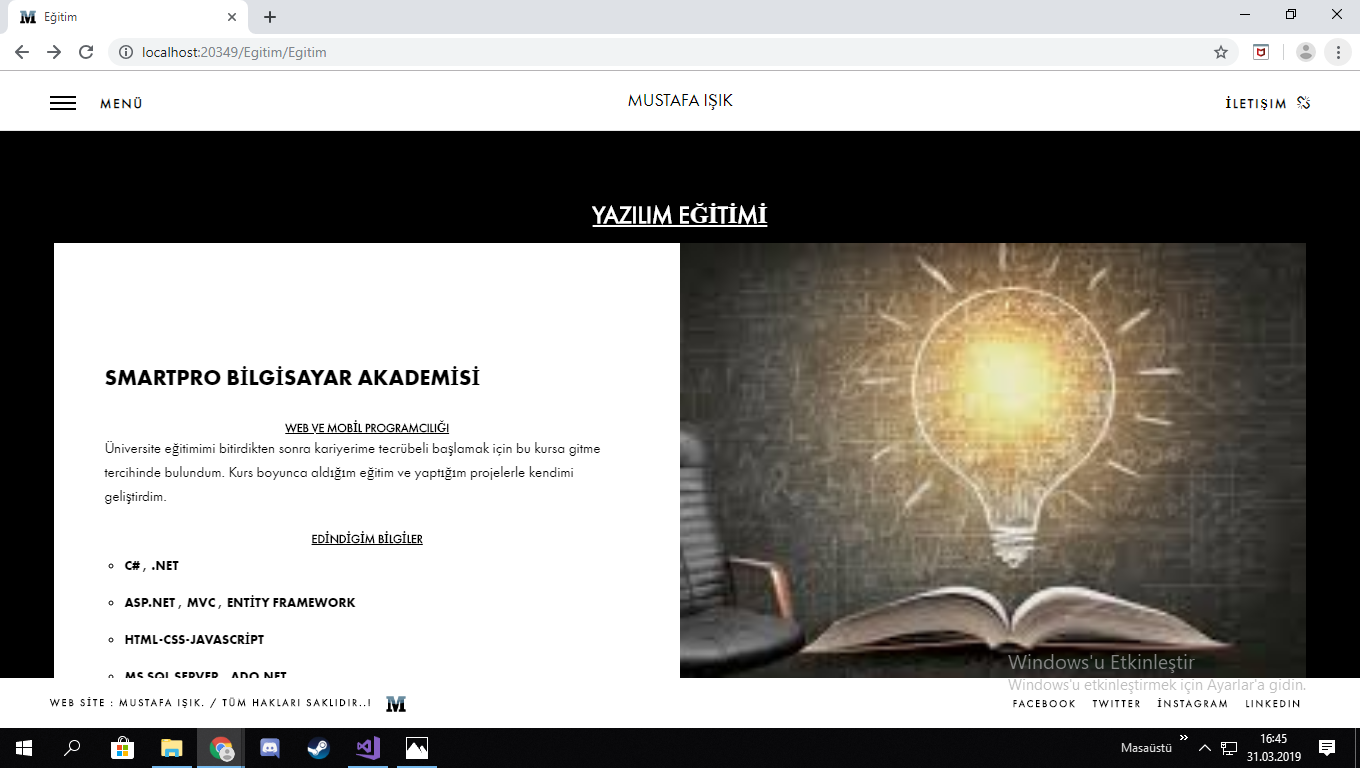 Eğitim
localhost:20349/Egitim/Egitim
MENÜ
MUSTAFA IŞIK
İLETIŞIM
YAZILIM EĞİTİMİ
SMARTPRO BİLGİSAYAR AKADEMİSİ
WEB VE MOBİL PROGRAMCILIĞI
Üniversite eğitimimi bitirdikten sonra kariyerime tecrübeli başlamak için bu kursa gitme
tercihinde bulundum. Kurs boyunca aldığım eğitim ve yaptığım projelerle kendimi
geliştirdim.
EDİNDİGİM BİLGİLER
C# , .NET
ASP.NET , MVC , ENTİTY FRAMEWORK
HTML-CSS-JAVASCRİPT
MS SQL SERVER , ADO.NET
Windows'u Etkinleştir
Windows'u etkinleştirmek için Ayarlar'a gidin.
WEB SİTE : MUSTAFA IŞIK. / TÜM HAKLARI SAKLIDIR..! M
FACEBOOK TWITTER İNSTAGRAM LINKEDIN
Masaüstü
16:45
31.03.2019